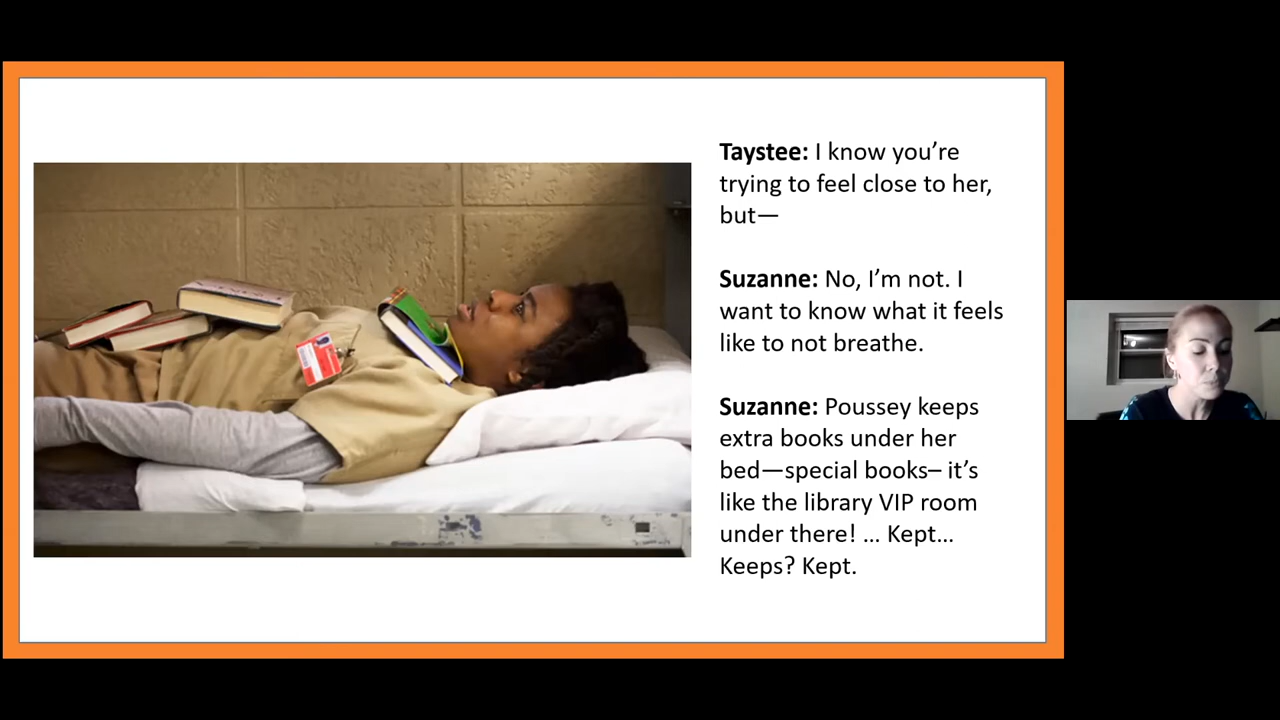 Taystee: I know you’re
trying to feel close to her,
but—
Suzanne: No, I’m not. I
want to know what it feels
like to not breathe.
Suzanne: Poussey keeps
extra books under her
bed—special books– it’s
like the library VIP room
under there! ... Kept...
Keeps? Kept.